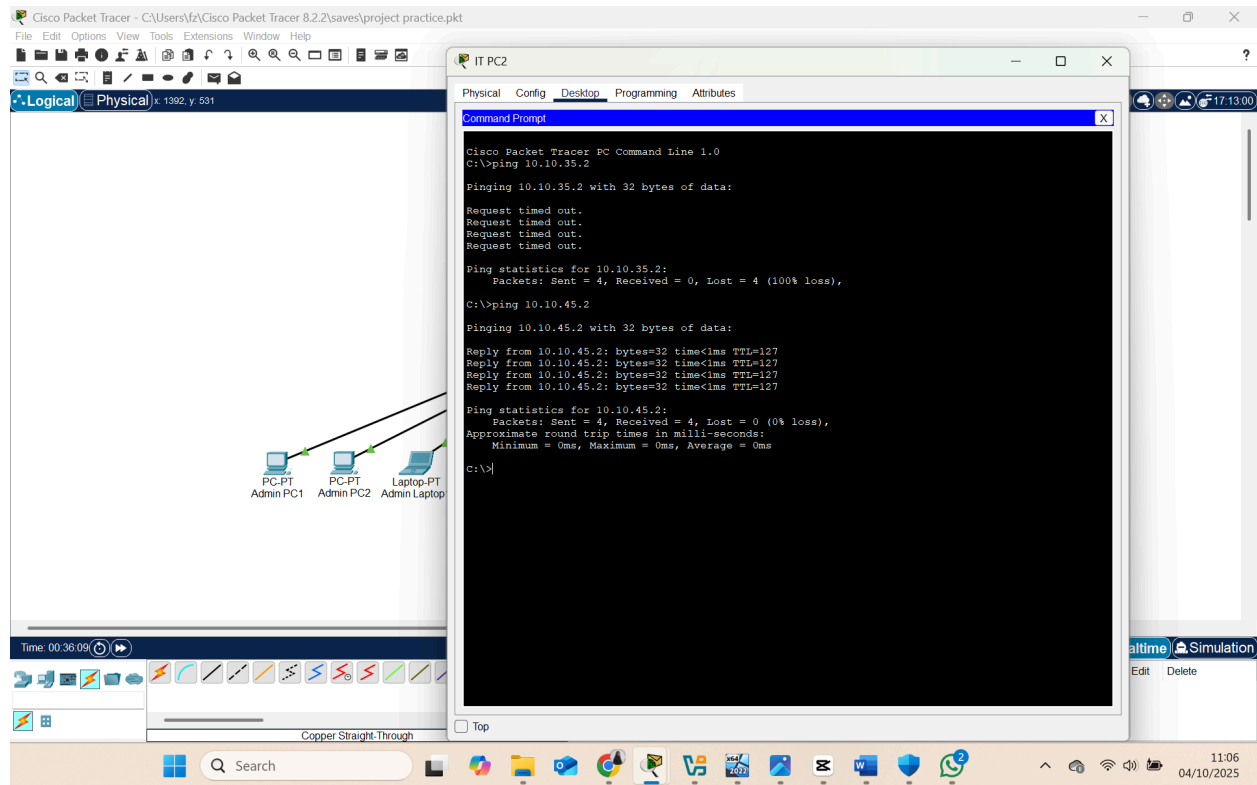 Cisco Packet Tracer - C:\Users\fz\Cisco Packet Tracer 8.2.2\saves\project practice.pkt
File Edit Options View Tools Extensions Window Help
?
Logical Physical x: 1392, y: 531
17:13:00
IT PC2
Physical Config Desktop Programming Attributes
Command Prompt
X
Cisco Packet Tracer PC Command Line 1.0
C:\>ping 10.10.35.2
Pinging 10.10.35.2 with 32 bytes of data:
Request timed out.
Request timed out.
Request timed out.
Request timed out.
Ping statistics for 10.10.35.2:
Packets: Sent = 4, Received = 0, Lost = 4 (100% loss),
C:\>ping 10.10.45.2
Pinging 10.10.45.2 with 32 bytes of data:
Reply from 10.10.45.2: bytes=32 time<1ms TTL=127
Reply from 10.10.45.2: bytes=32 time<1ms TTL=127
Reply from 10.10.45.2: bytes=32 time<1ms TTL=127
Reply from 10.10.45.2: bytes=32 time<1ms TTL=127
Ping statistics for 10.10.45.2:
Packets: Sent = 4, Received = 4, Lost = 0 (0% loss),
Approximate round trip times in milli-seconds:
Minimum = 0ms, Maximum = 0ms, Average = 0ms
C:\>
Top
PC-PT
Admin PC1
PC-PT
Admin PC2
Laptop-PT
Admin Laptop
Time: 00:36:09
altime Simulation
Edit Delete
Copper Straight-Through
Search
x64
2022
2
11:06
04/10/2025